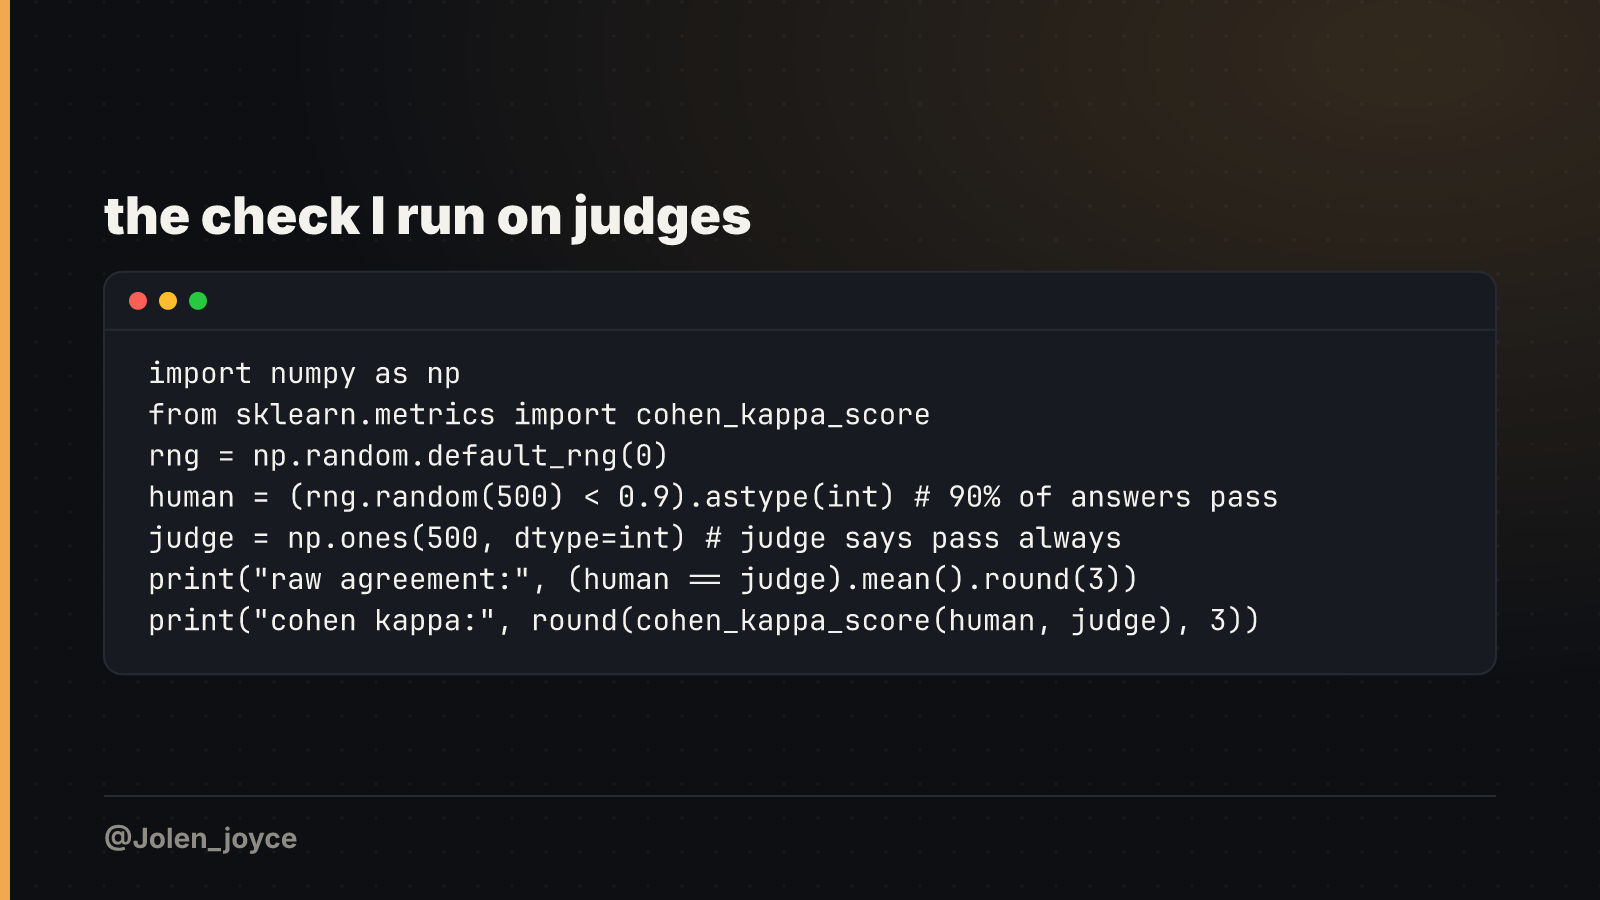 the check I run on judges
import numpy as np
from sklearn.metrics import cohen_kappa_score
rng = np.random.default_rng(0)
human = (rng.random(500) < 0.9).astype(int) # 90% of answers pass
judge = np.ones(500, dtype=int) # judge says pass always
print("raw agreement:", (human == judge).mean().round(3))
print("cohen kappa:", round(cohen_kappa_score(human, judge), 3))
@Jolen_joyce